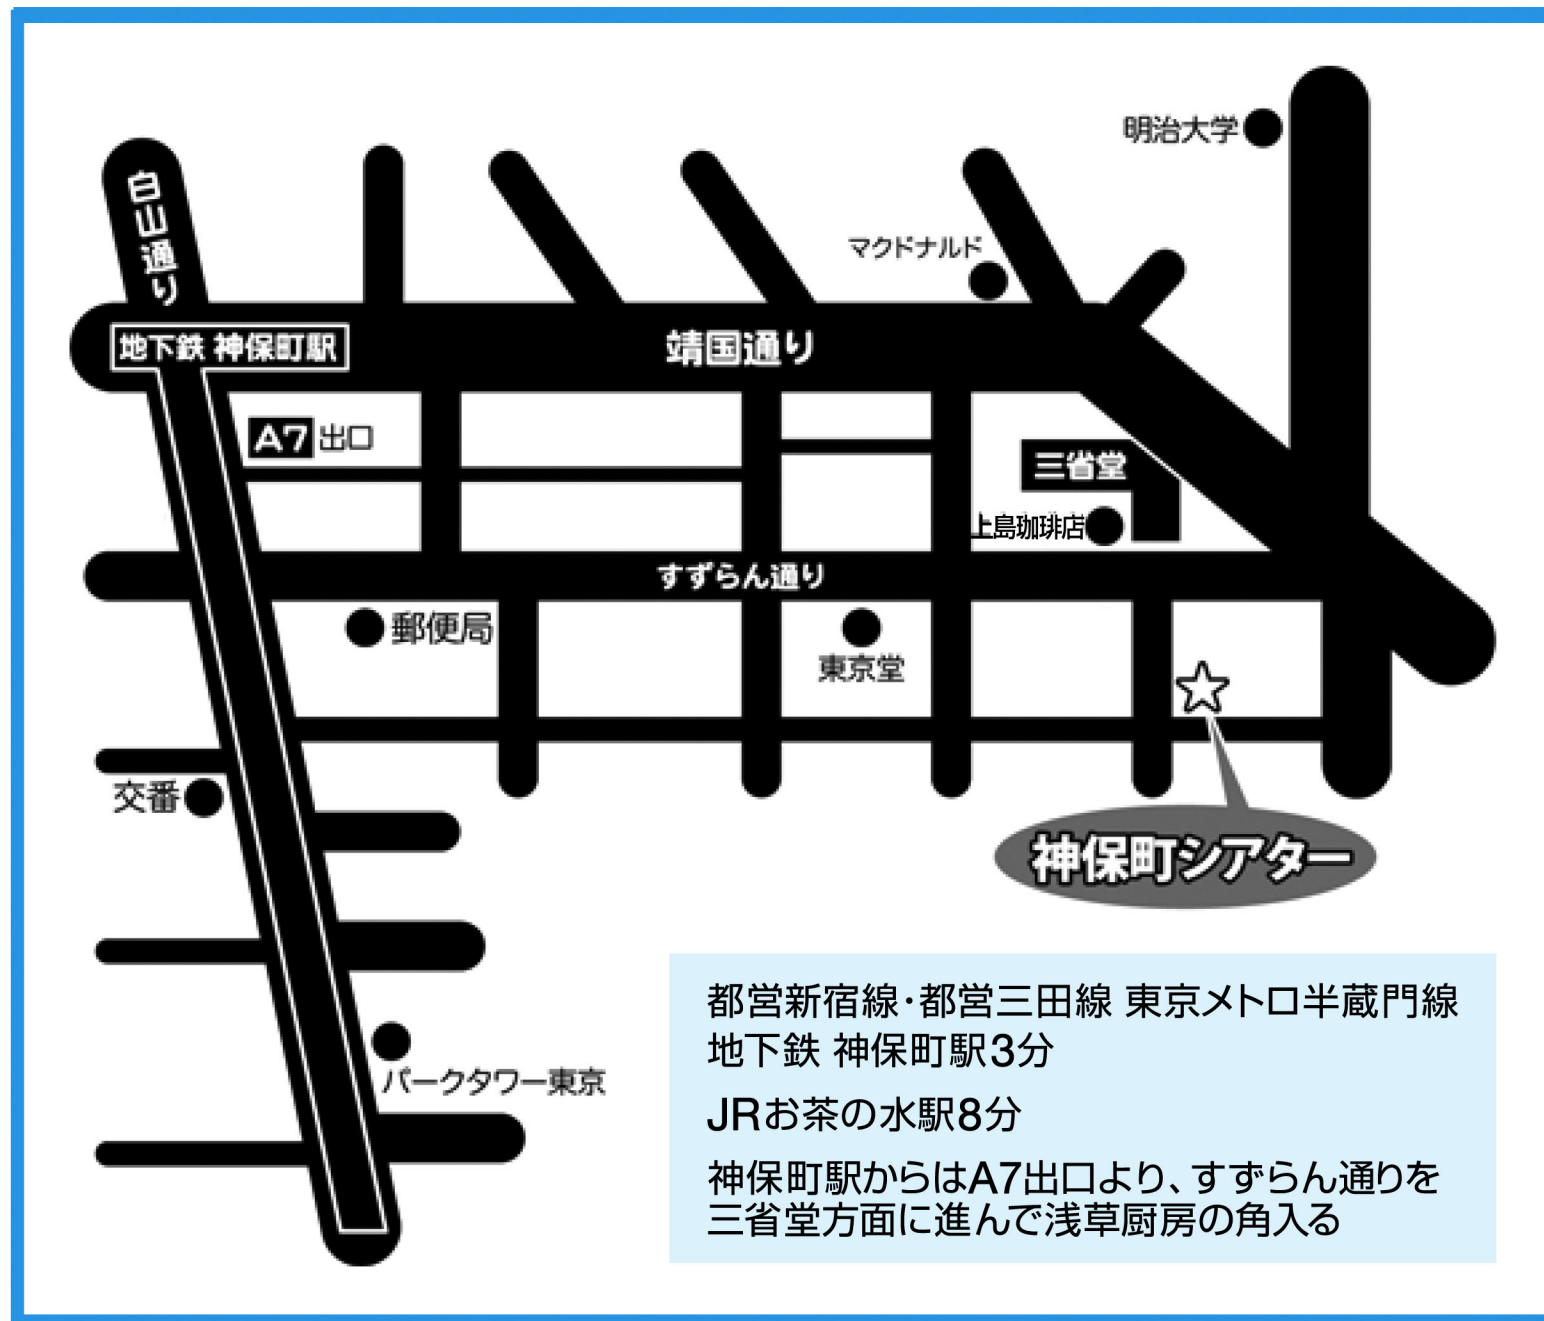 明治大学
白山通り
マクドナルド
地下鉄 神保町駅
靖国通り
A7 出口
三省堂
上島珈琲店
すずらん通り
郵便局
東京堂
交番
神保町シアター
パークタワー東京
都営新宿線・都営三田線 東京メトロ半蔵門線
地下鉄 神保町駅3分
JRお茶の水駅8分
神保町駅からはA7出口より、すずらん通りを
三省堂方面に進んで浅草厨房の角入る